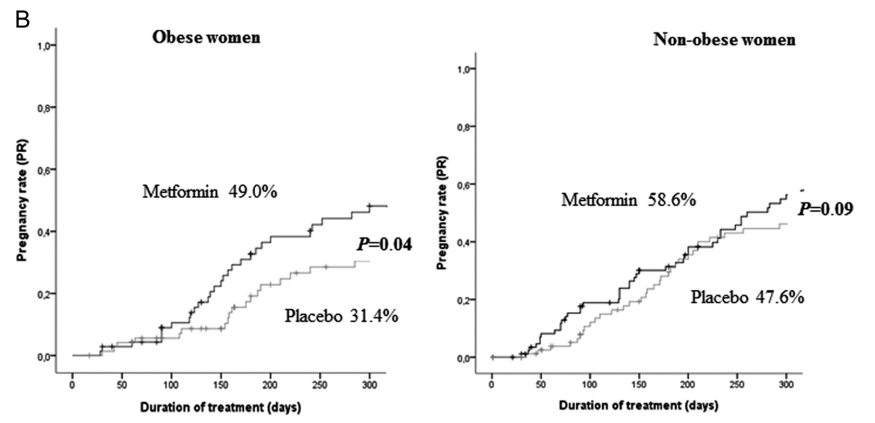 B
Obese women
1,0
0,8
0,6
0,4
0,2
0,0
Pregnancy rate (PR)
Metformin 49.0%
P=0.04
Placebo 31.4%
0 50 100 150 200 250 300
Duration of treatment (days)
Non-obese women
1,0
0,8
0,6
0,4
0,2
0,0
Pregnancy rate (PR)
Metformin 58.6%
P=0.09
Placebo 47.6%
0 50 100 150 200 250 300
Duration of treatment (days)